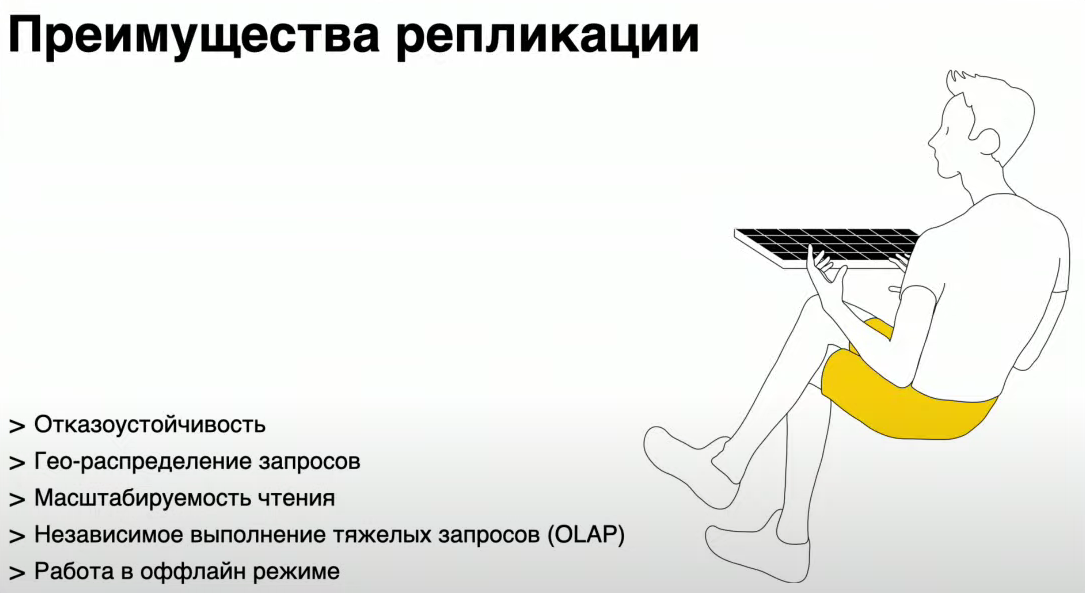 Преимущества репликации
> Отказоустойчивость
> Гео-распределение запросов
> Масштабируемость чтения
> Независимое выполнение тяжелых запросов (OLAP)
> Работа в оффлайн режиме